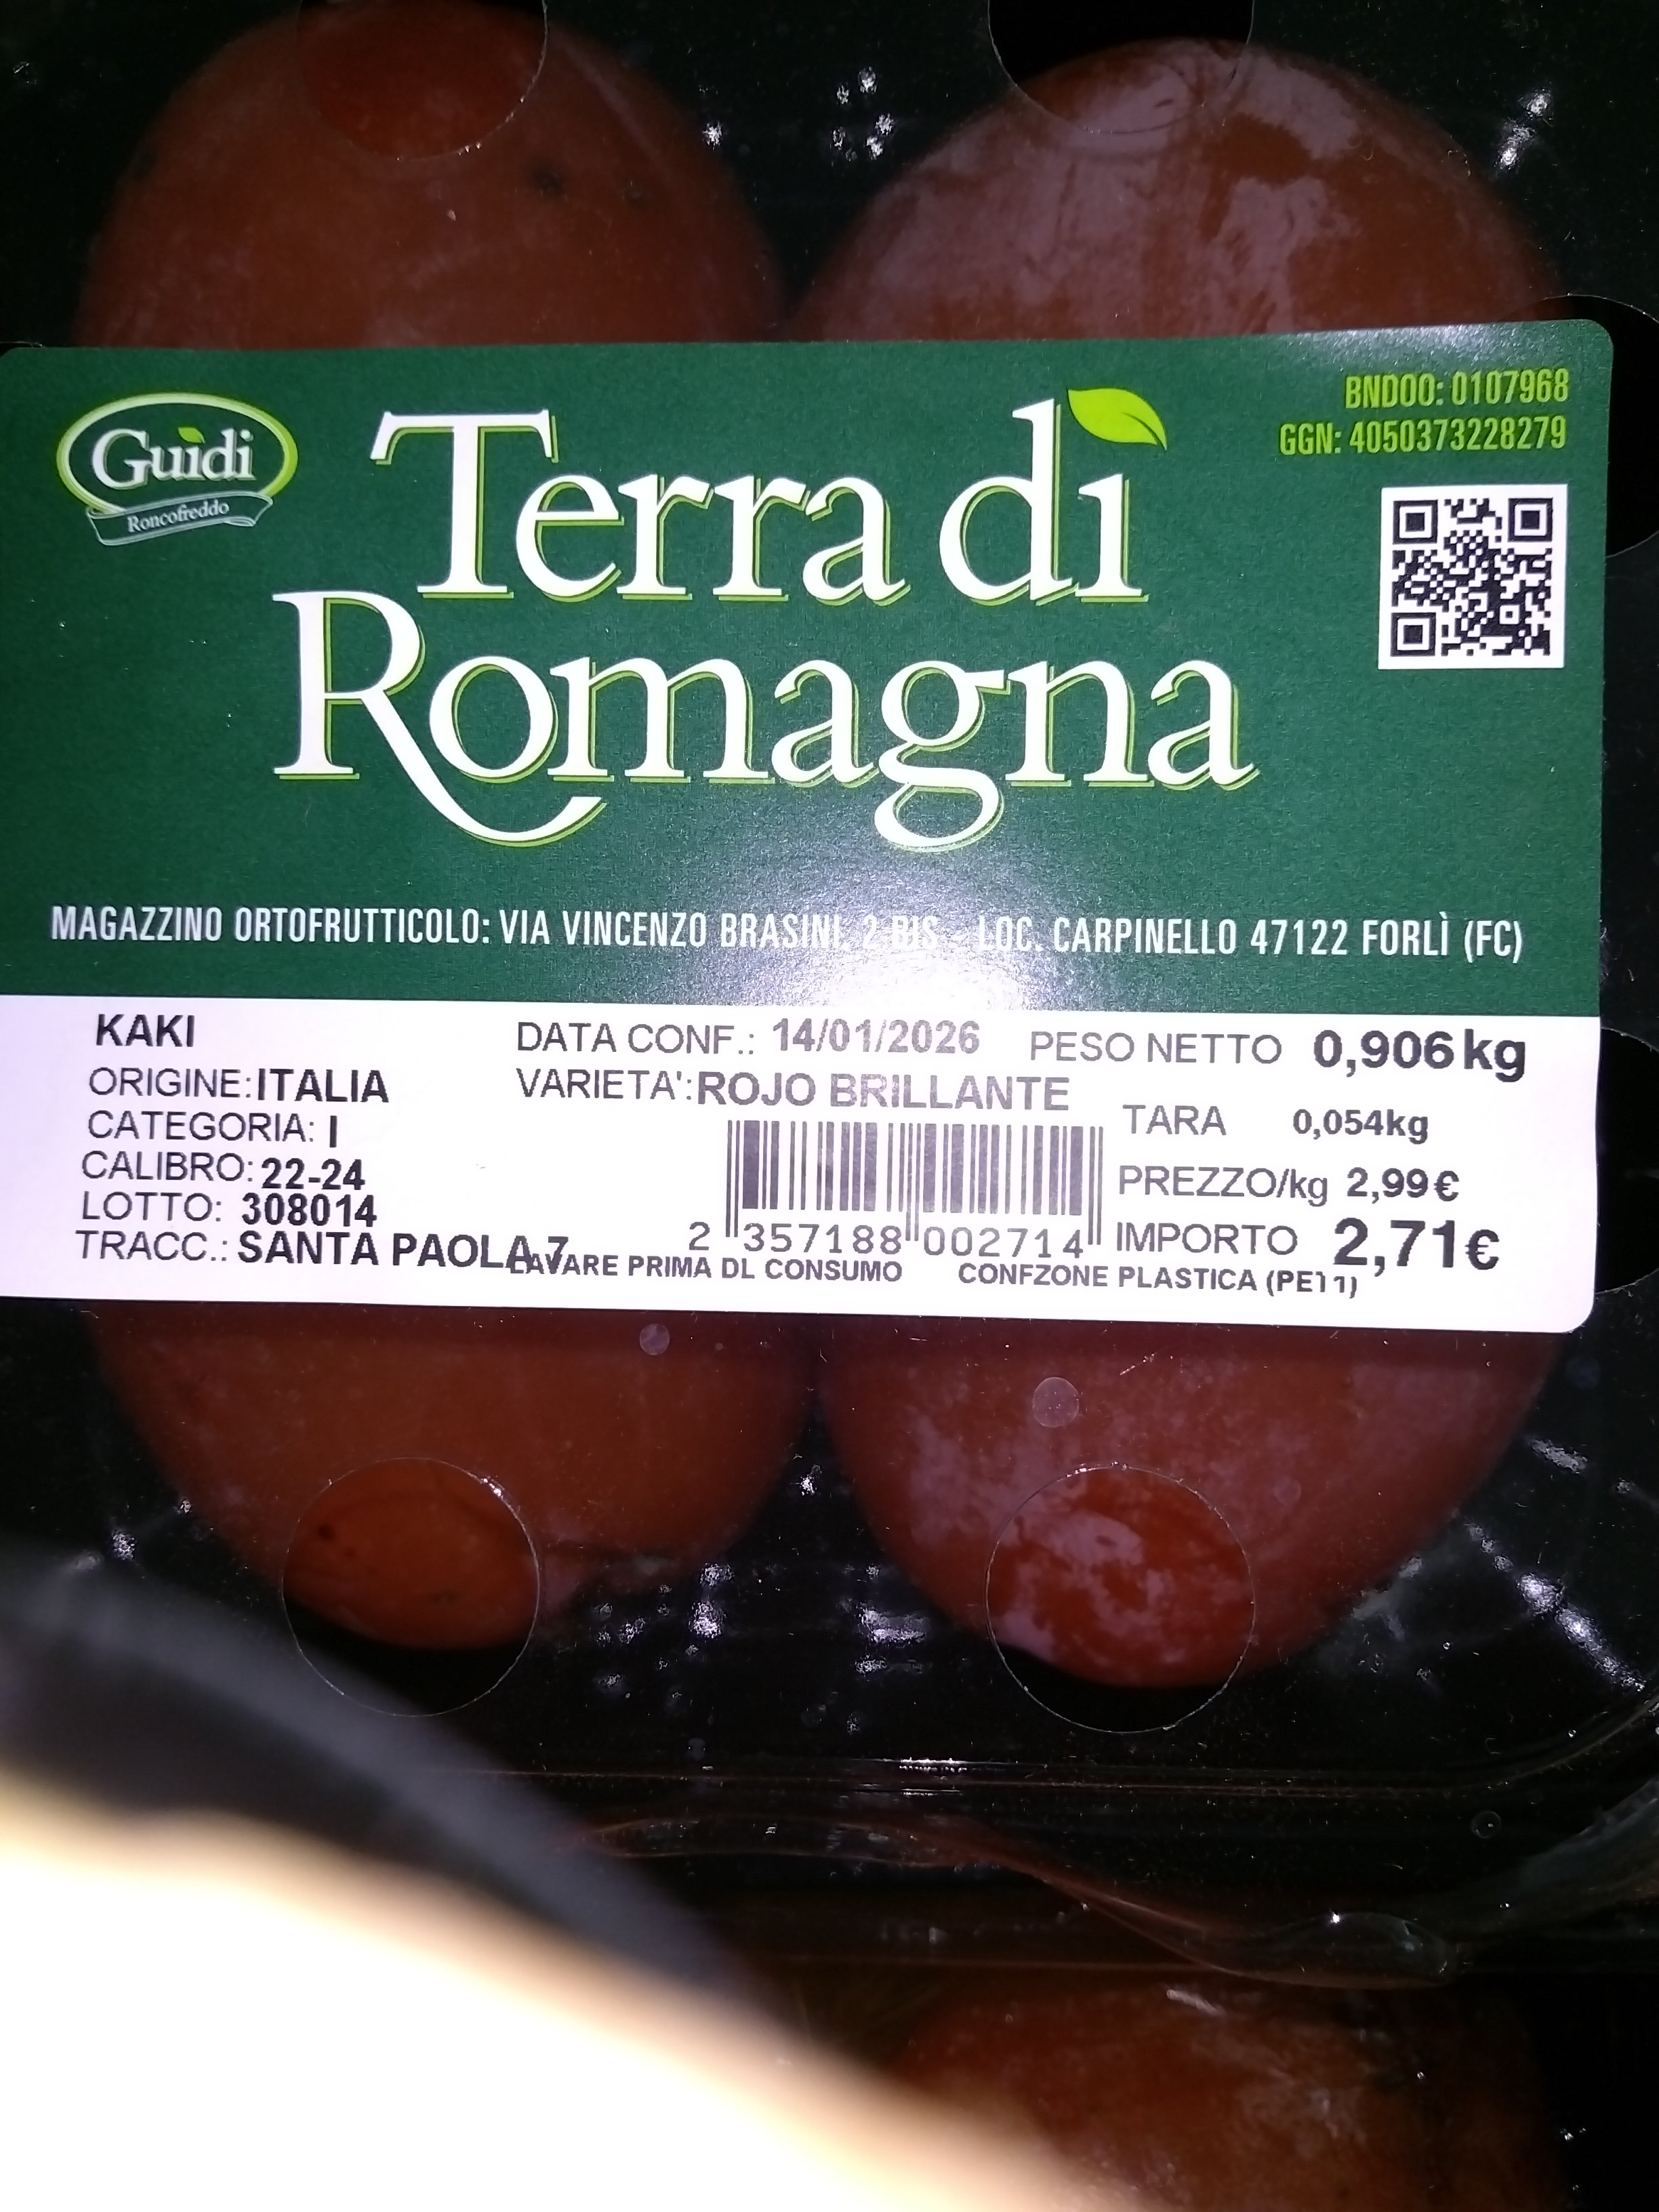 Guidi
Roncofreddo
Terra di
Romagna
BNDOO: 0107968
GGN: 4050373228279
MAGAZZINO ORTOFRUTTICOLO: VIA VINCENZO BRASINI, 2 BIS - LOC. CARPINELLO 47122 FORLÌ (FC)
KAKI
ORIGINE:ITALIA
CATEGORIA: I
CALIBRO: 22-24
LOTTO: 308014
TRACC.: SANTA PAOLA 7
DATA CONF.: 14/01/2026
VARIETA': ROJO BRILLANTE
2 357188 002714
LAVARE PRIMA DL CONSUMO
CONFZONE PLASTICA (PET1)
PESO NETTO 0,906 kg
TARA 0,054kg
PREZZO/kg 2,99 €
IMPORTO 2,71€